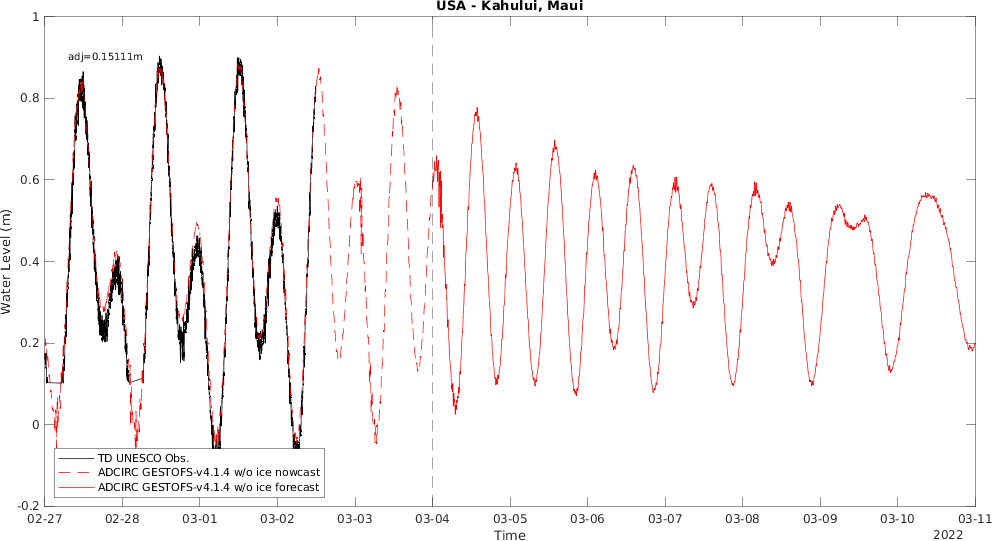 USA - Kahului, Maui
adj=0.15111m
Water Level (m)
1
0.8
0.6
0.4
0.2
0
-0.2
TD UNESCO Obs.
ADCIRC GESTOFS-v4.1.4 w/o ice nowcast
ADCIRC GESTOFS-v4.1.4 w/o ice forecast
02-27 02-28 03-01 03-02 03-03 03-04 03-05 03-06 03-07 03-08 03-09 03-10 03-11
Time
2022